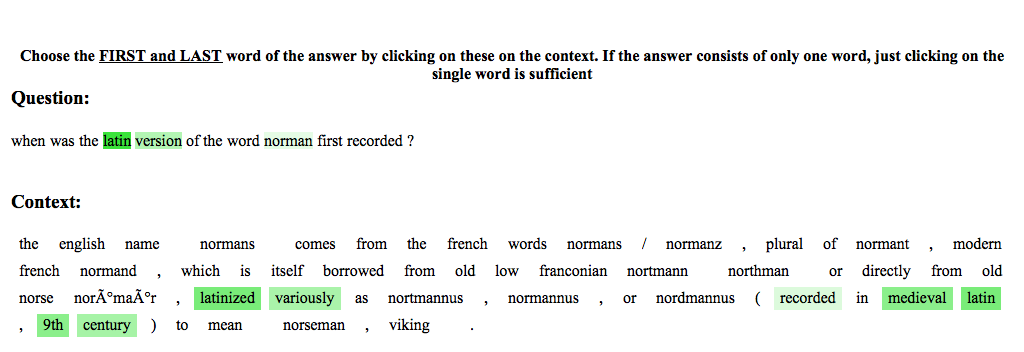 Choose the FIRST and LAST word of the answer by clicking on these on the context. If the answer consists of only one word, just clicking on the
single word is sufficient
Question:
when was the latin version of the word norman first recorded ?
Context:
the english name normans comes from the french words normans / normanz , plural of normant , modern
french normand , which is itself borrowed from old low franconian nortmann northman or directly from old
norse norÃ°maÃ°r , latinized variously as nortmannus , normannus , or nordmannus ( recorded in medieval latin
, 9th century ) to mean norseman , viking .